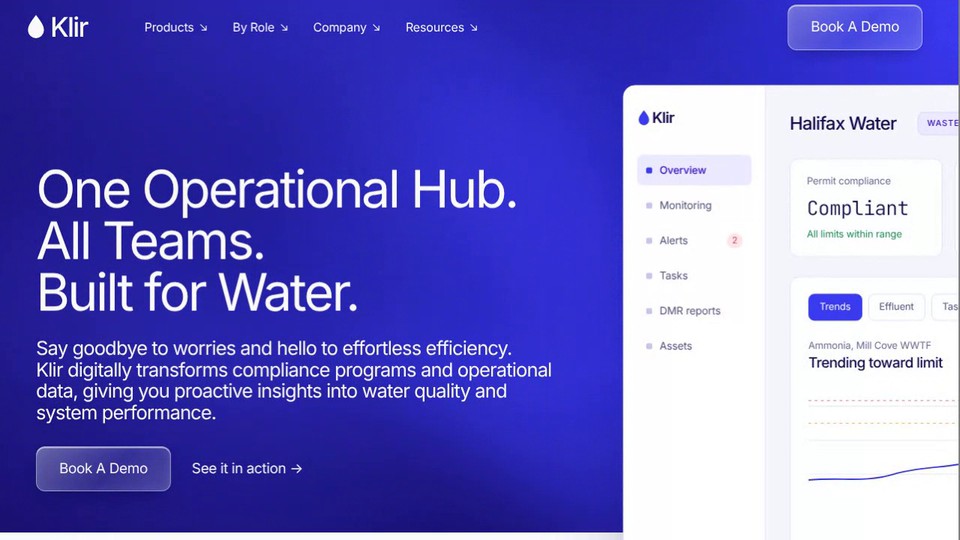 Klir
Products ↘
By Role ↘
Company ↘
Resources ↘
Book A Demo
One Operational Hub.
All Teams.
Built for Water.
Say goodbye to worries and hello to effortless efficiency.
Klir digitally transforms compliance programs and operational
data, giving you proactive insights into water quality and
system performance.
Book A Demo
See it in action →
Klir
Overview
Monitoring
Alerts 2
Tasks
DMR reports
Assets
Halifax Water
WASTE
Permit compliance
Compliant
All limits within range
Trends
Effluent
Tas
Ammonia, Mill Cove WWTF
Trending toward limit